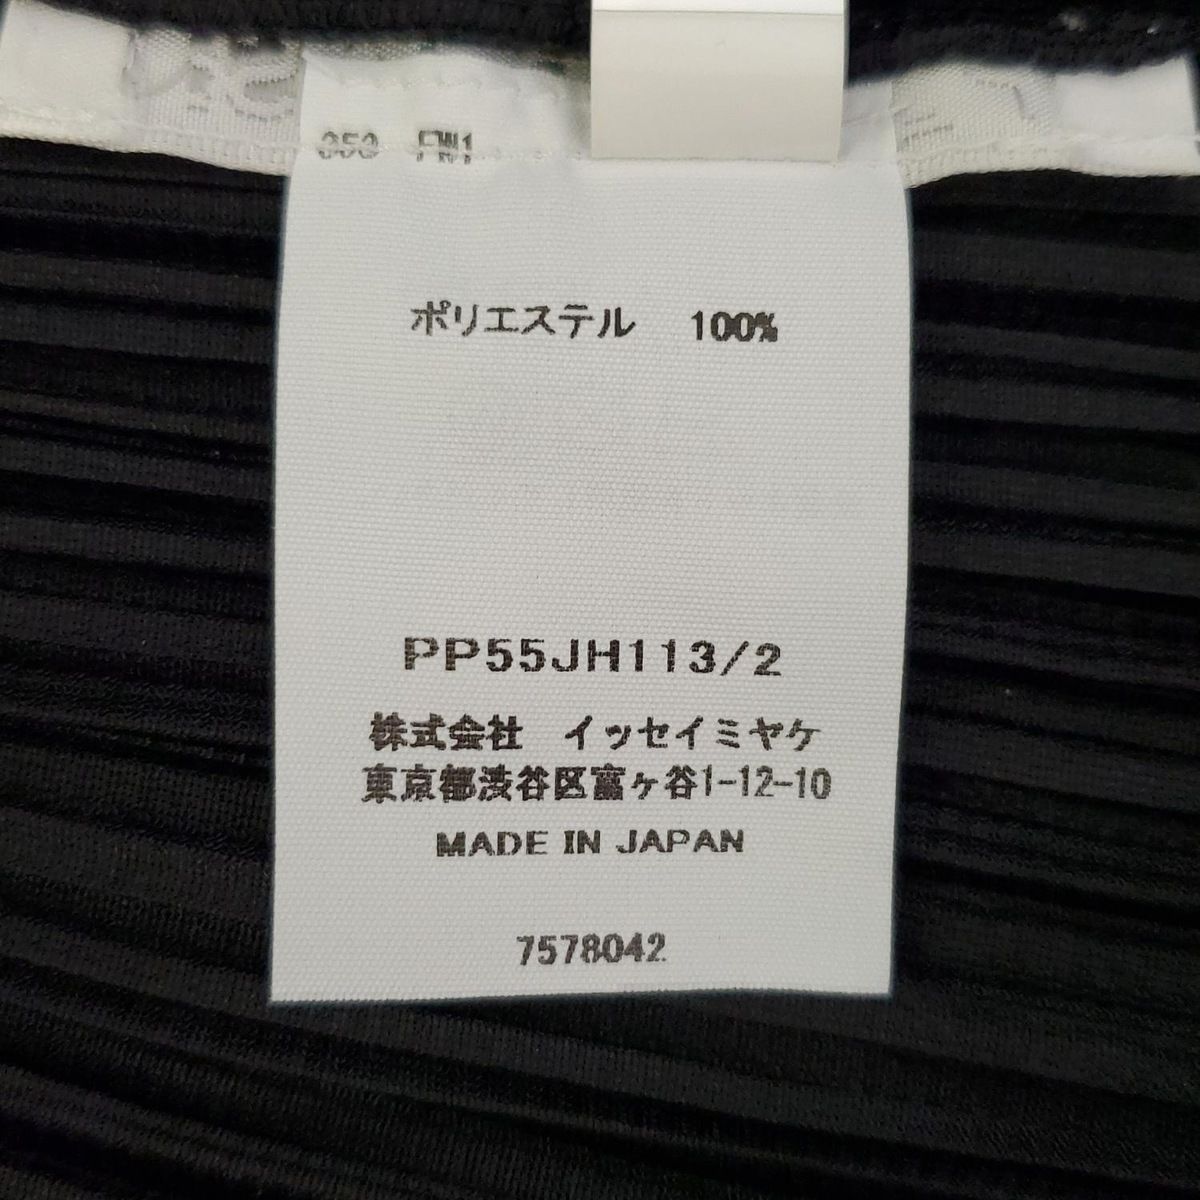 ポリエステル 100%
PP55JH113/2
株式会社 イッセイミヤケ
東京都渋谷区富ヶ谷1-12-10
MADE IN JAPAN
7578042